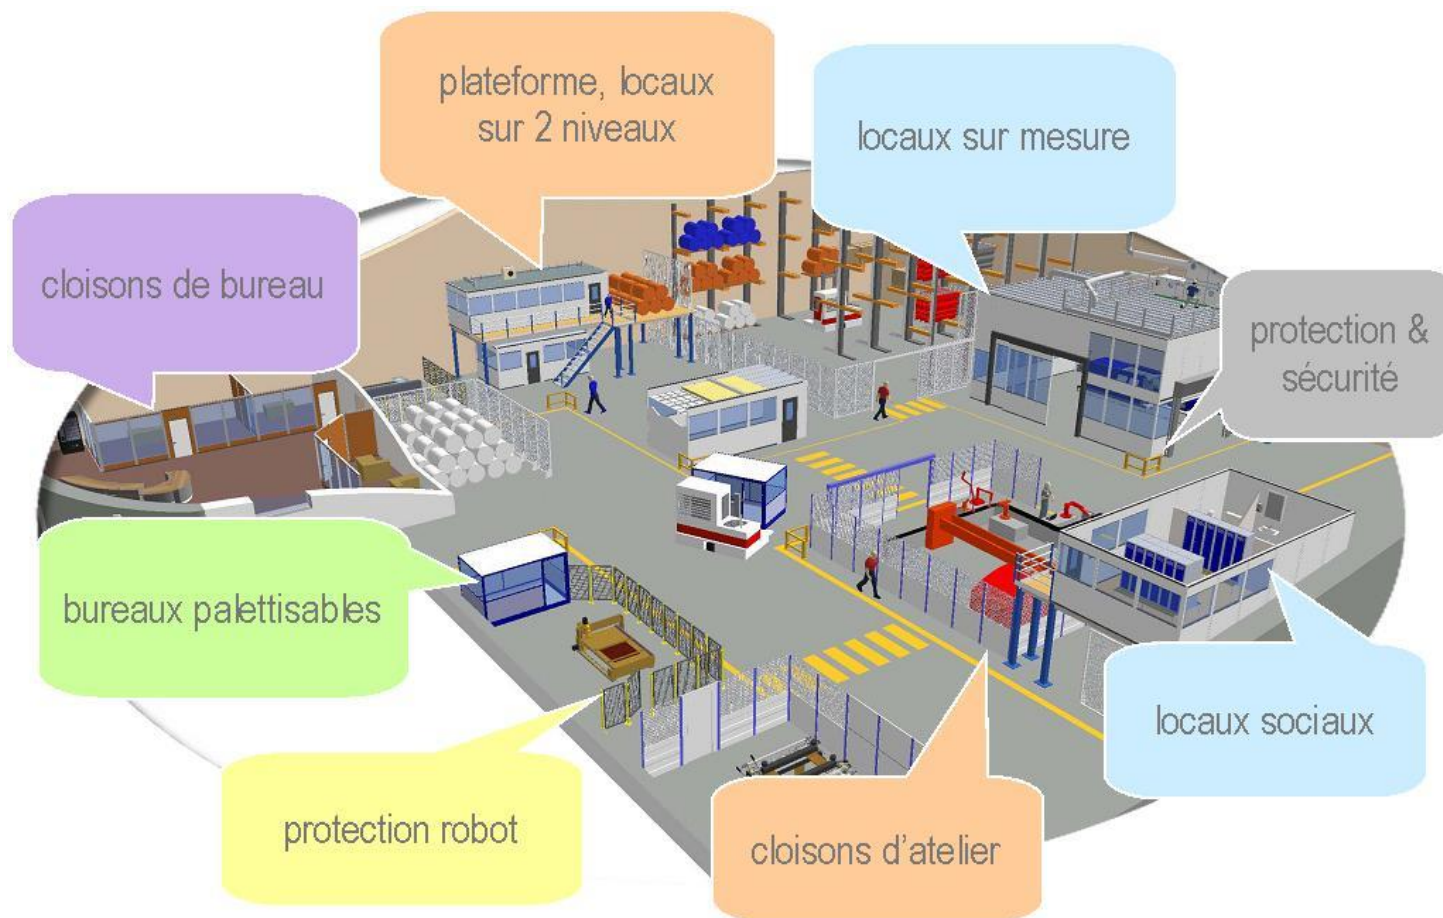 plateforme, locaux
sur 2 niveaux
locaux sur mesure
cloisons de bureau
protection &
sécurité
bureaux palettisables
locaux sociaux
protection robot
cloisons d'atelier